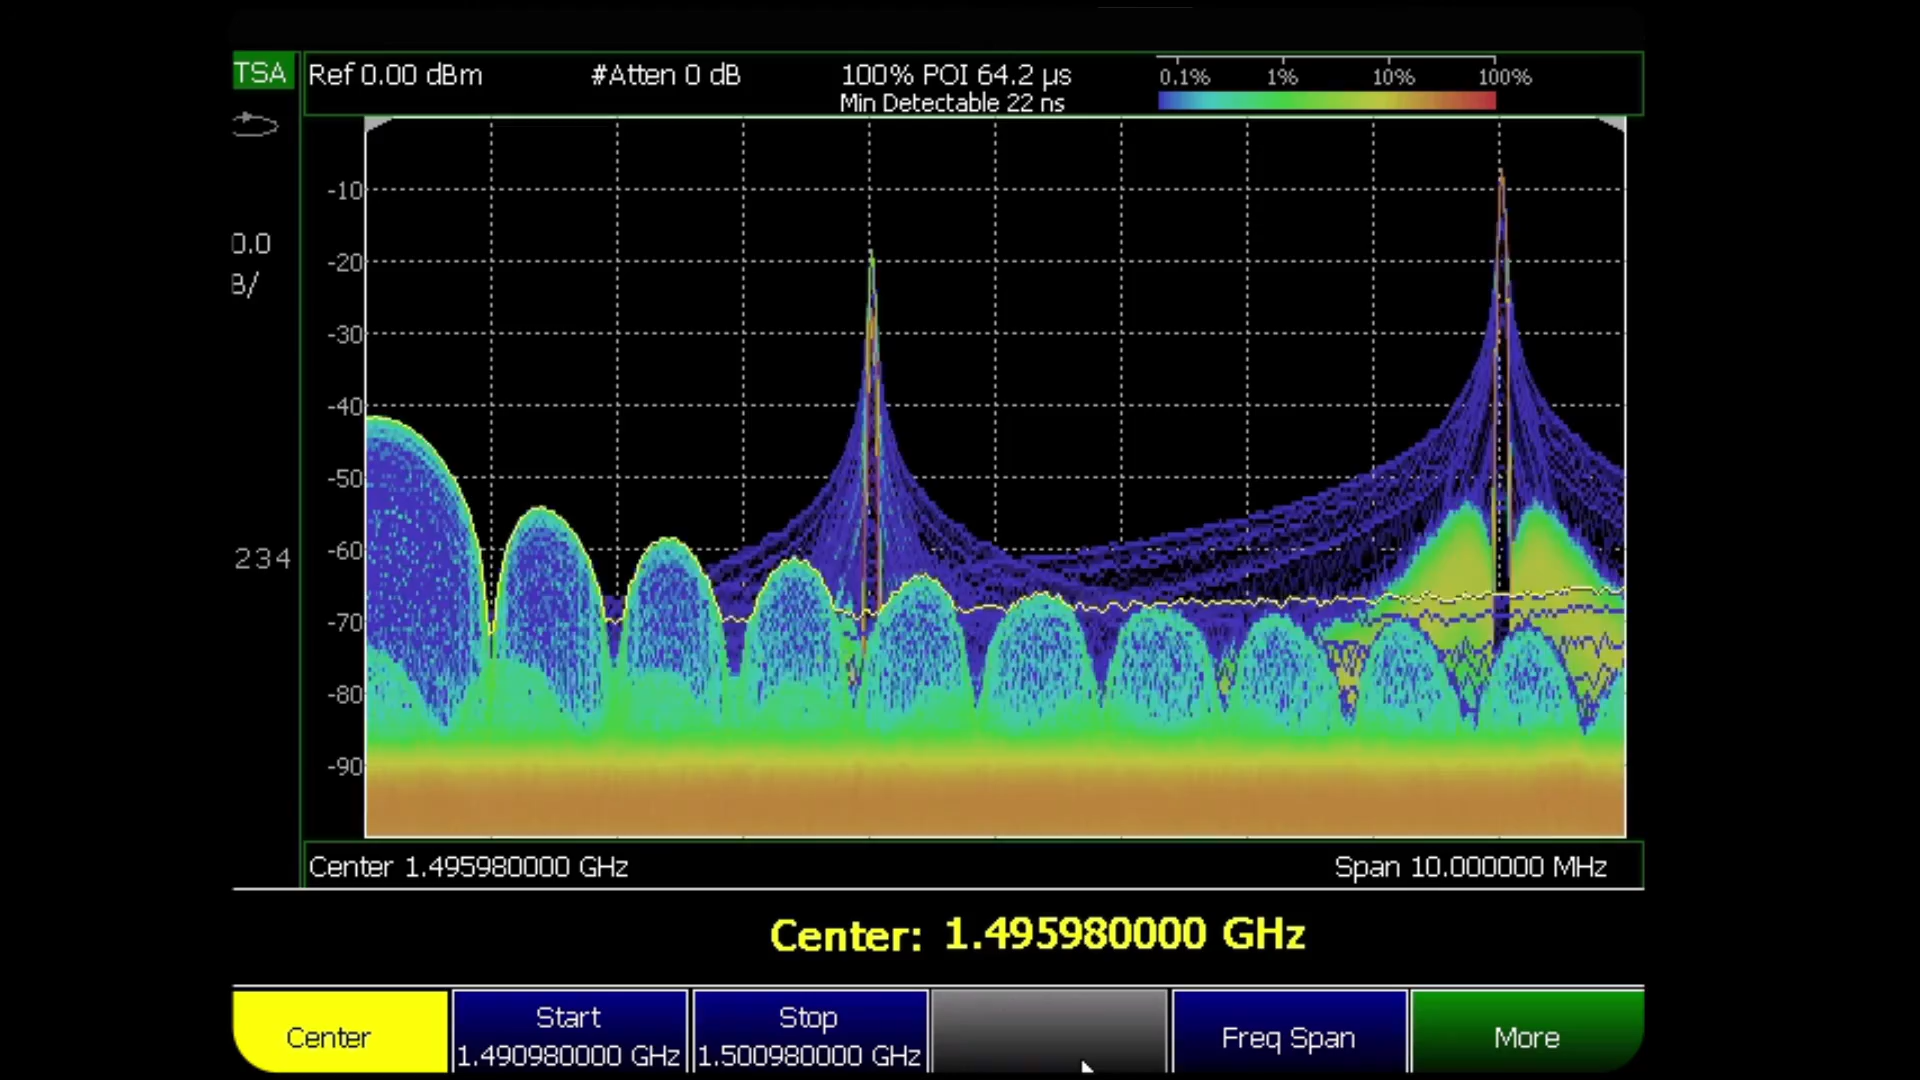 TSA
Ref 0.00 dBm #Atten 0 dB 100% POI 64.2 µs
Min Detectable 22 ns
0.1% 1% 10% 100%
0.0
B/
-10
-20
-30
-40
-50
-60
-70
-80
-90
234
Center 1.495980000 GHz Span 10.000000 MHz
Center: 1.495980000 GHz
Center
Start
1.490980000 GHz
Stop
1.500980000 GHz
Freq Span
More